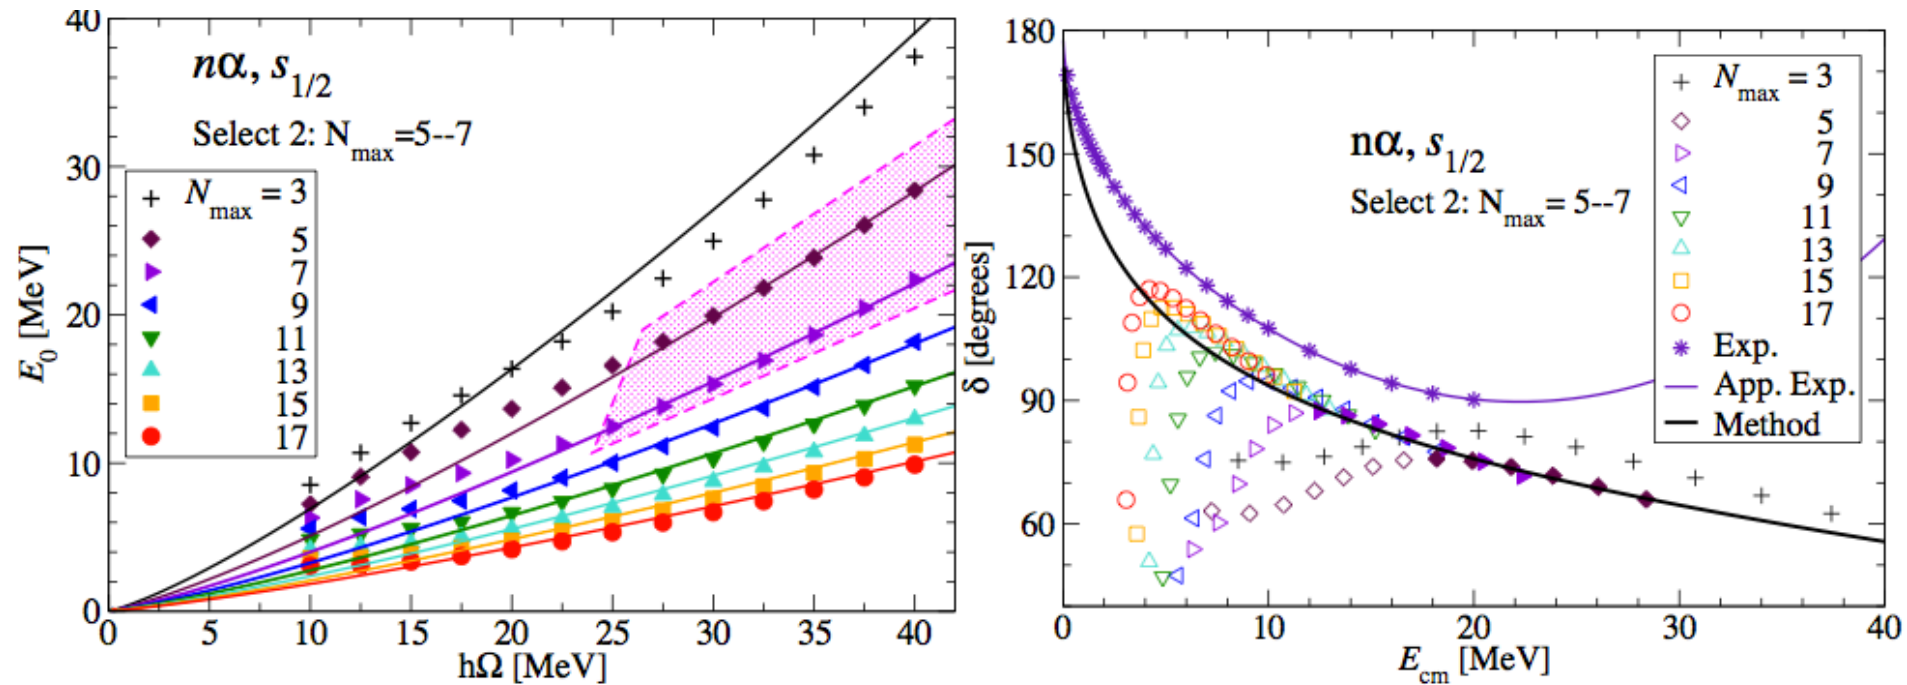 nα, s1/2
Select 2: Nmax=5--7
Nmax = 3
5
7
9
11
13
15
17
E0 [MeV]
40
30
20
10
0
0 5 10 15 20 25 30 35 40
hΩ [MeV]
nα, s1/2
Select 2: Nmax= 5--7
Nmax = 3
5
7
9
11
13
15
17
Exp.
App. Exp.
Method
δ [degrees]
180
150
120
90
60
0 10 20 30 40
Ecm [MeV]